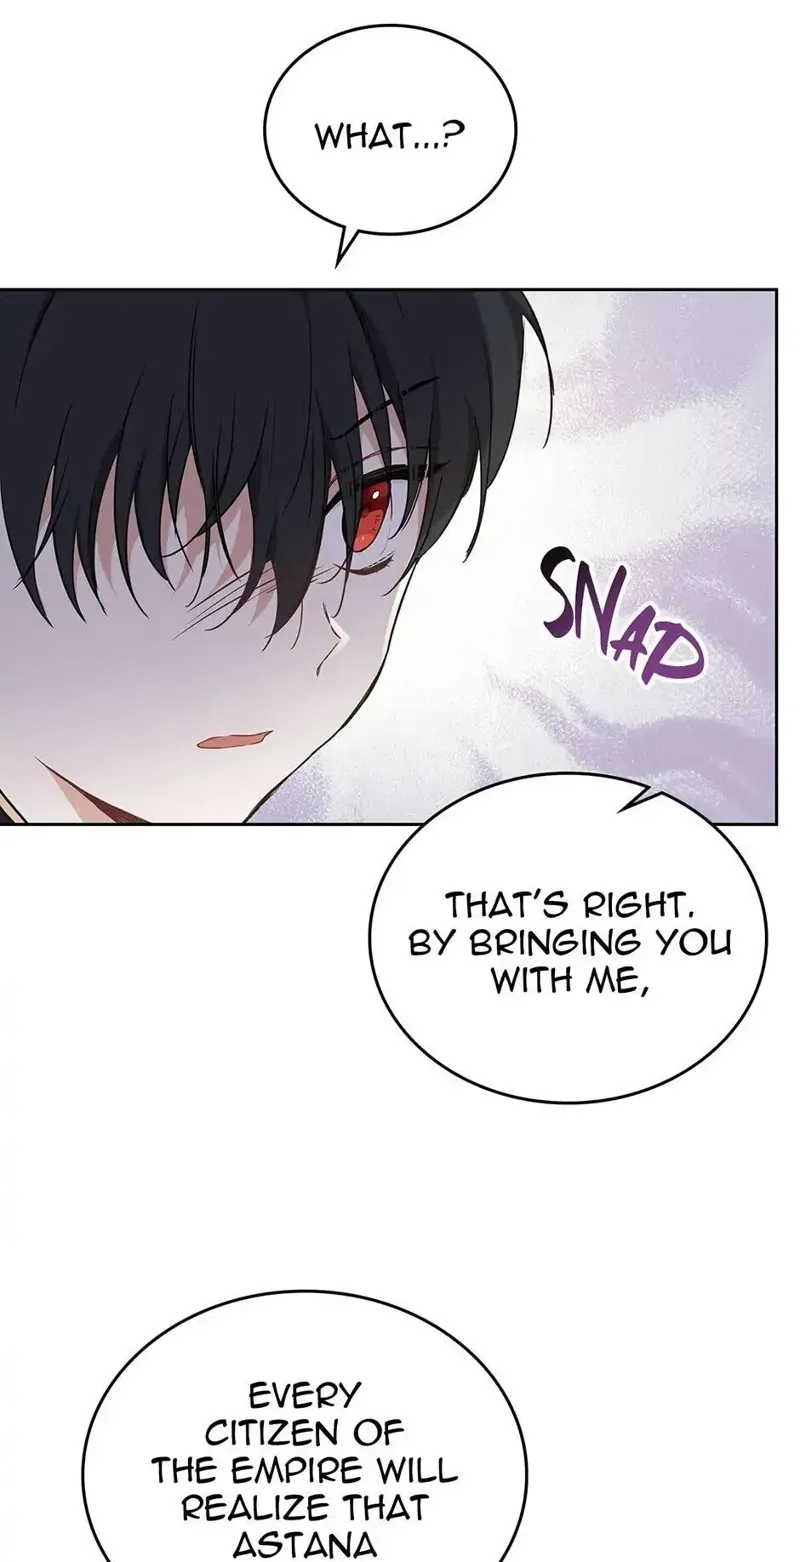 WHAT...?
SNAP
THAT'S RIGHT.
BY BRINGING YOU
WITH ME,
EVERY
CITIZEN OF
THE EMPIRE WILL
REALIZE THAT
ASTANA